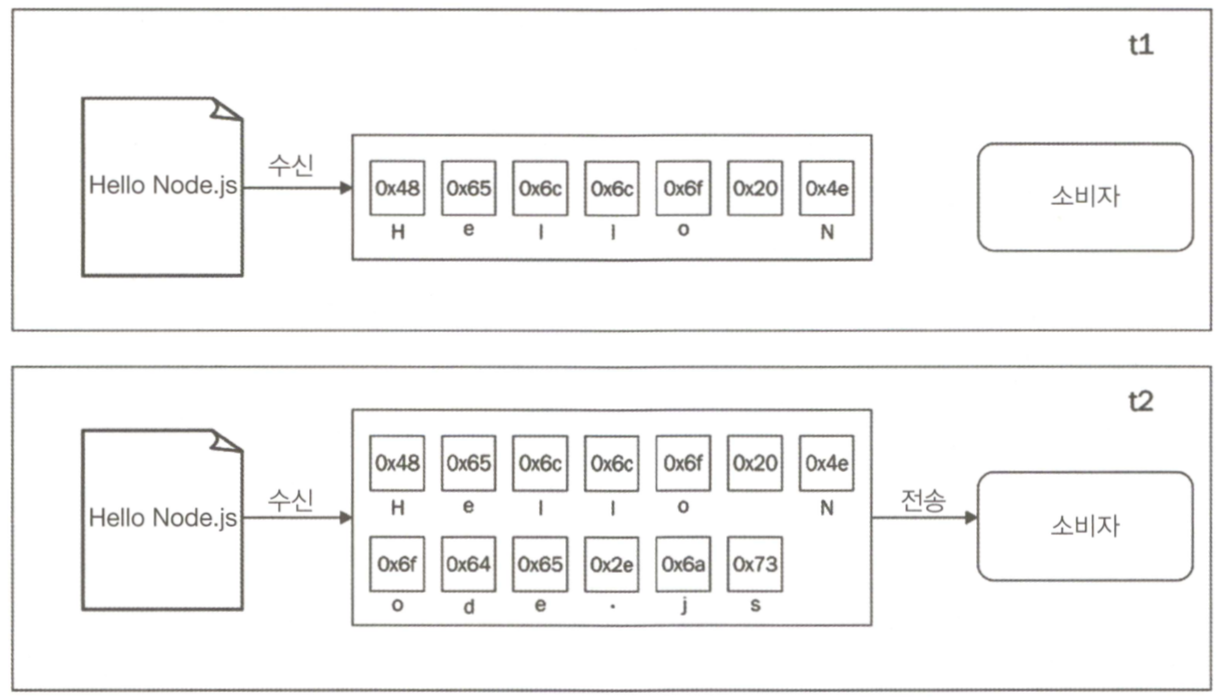 t1
Hello Node.js
수신
0x48 0x65 0x6c 0x6c 0x6f 0x20 0x4e
H e l l o N
소비자
t2
Hello Node.js
수신
0x48 0x65 0x6c 0x6c 0x6f 0x20 0x4e
H e l l o N
0x6f 0x64 0x65 0x2e 0x6a 0x73
o d e . j s
전송
소비자